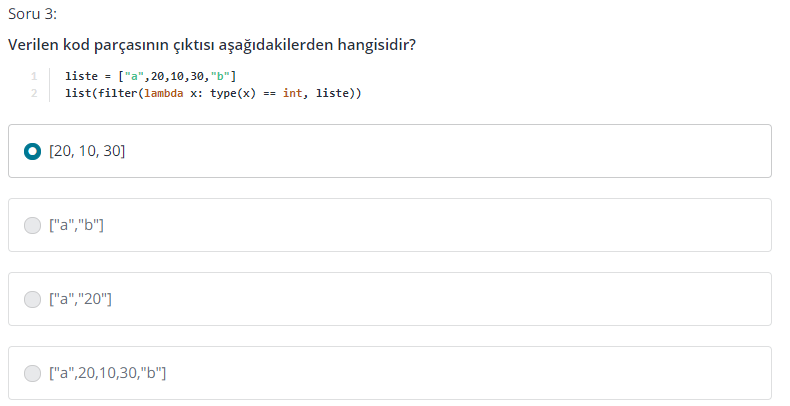 Soru 3:
Verilen kod parçasının çıktısı aşağıdakilerden hangisidir?
1 liste = ["a",20,10,30,"b"]
2 list(filter(lambda x: type(x) == int, liste))
[20, 10, 30]
["a","b"]
["a","20"]
["a",20,10,30,"b"]